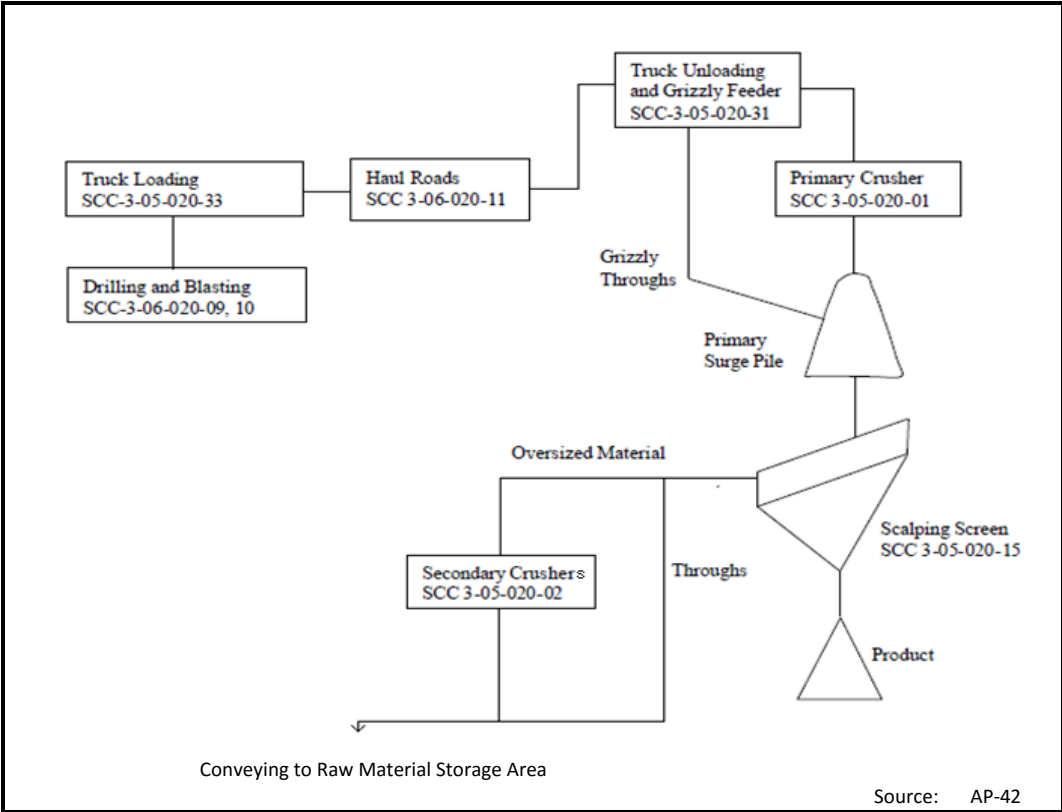 Truck Unloading
and Grizzly Feeder
SCC-3-05-020-31
Truck Loading
SCC-3-05-020-33
Haul Roads
SCC 3-06-020-11
Primary Crusher
SCC 3-05-020-01
Drilling and Blasting
SCC-3-06-020-09, 10
Grizzly
Throughs
Primary
Surge Pile
Oversized Material
Scalping Screen
SCC 3-05-020-15
Secondary Crushers
SCC 3-05-020-02
Throughs
Product
Conveying to Raw Material Storage Area
Source: AP-42